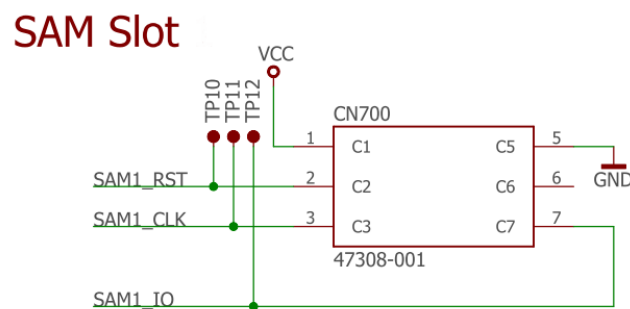 SAM Slot
VCC
TP10
TP11
TP12
CN700
1 C1 C5 5
GND
SAM1_RST 2 C2 C6 6
SAM1_CLK 3 C3 C7 7
47308-001
SAM1_IO